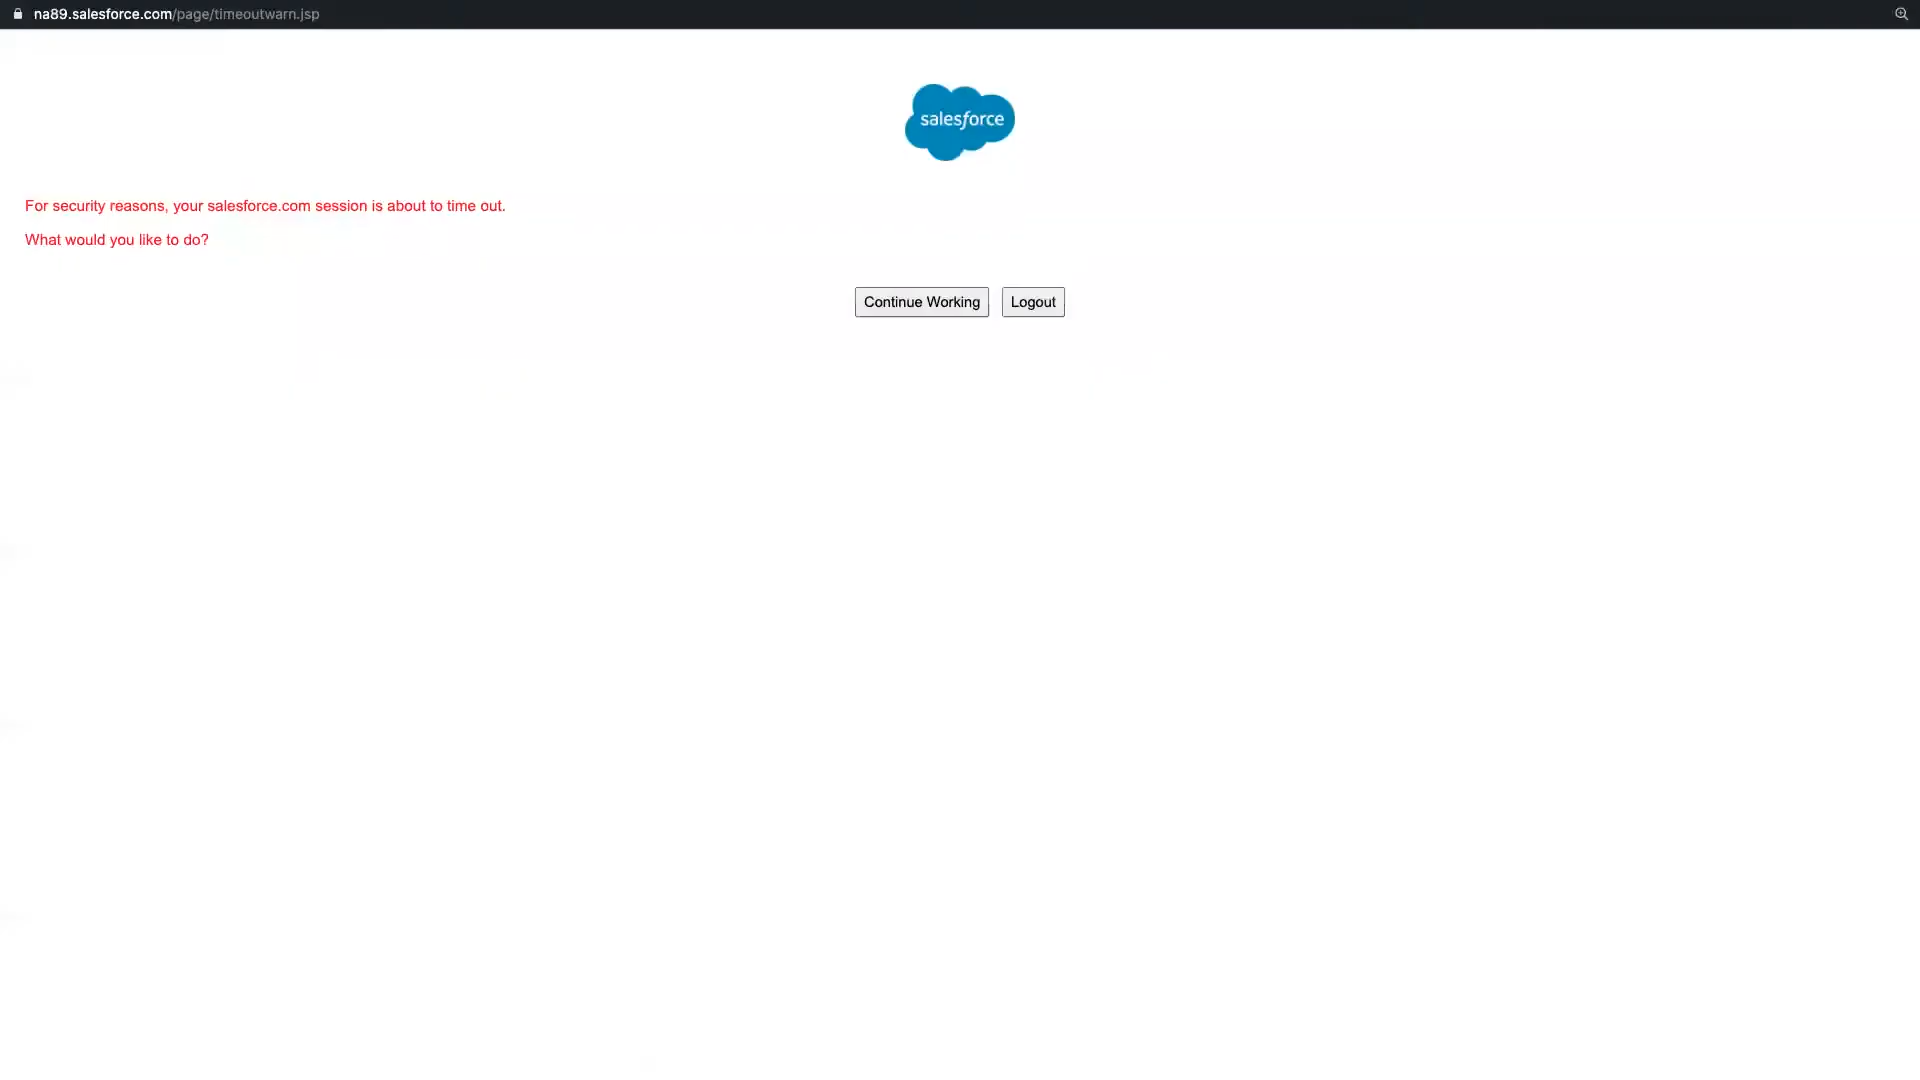 na89.salesforce.com/page/timeoutwarn.jsp
salesforce
For security reasons, your salesforce.com session is about to time out.
What would you like to do?
Continue Working Logout